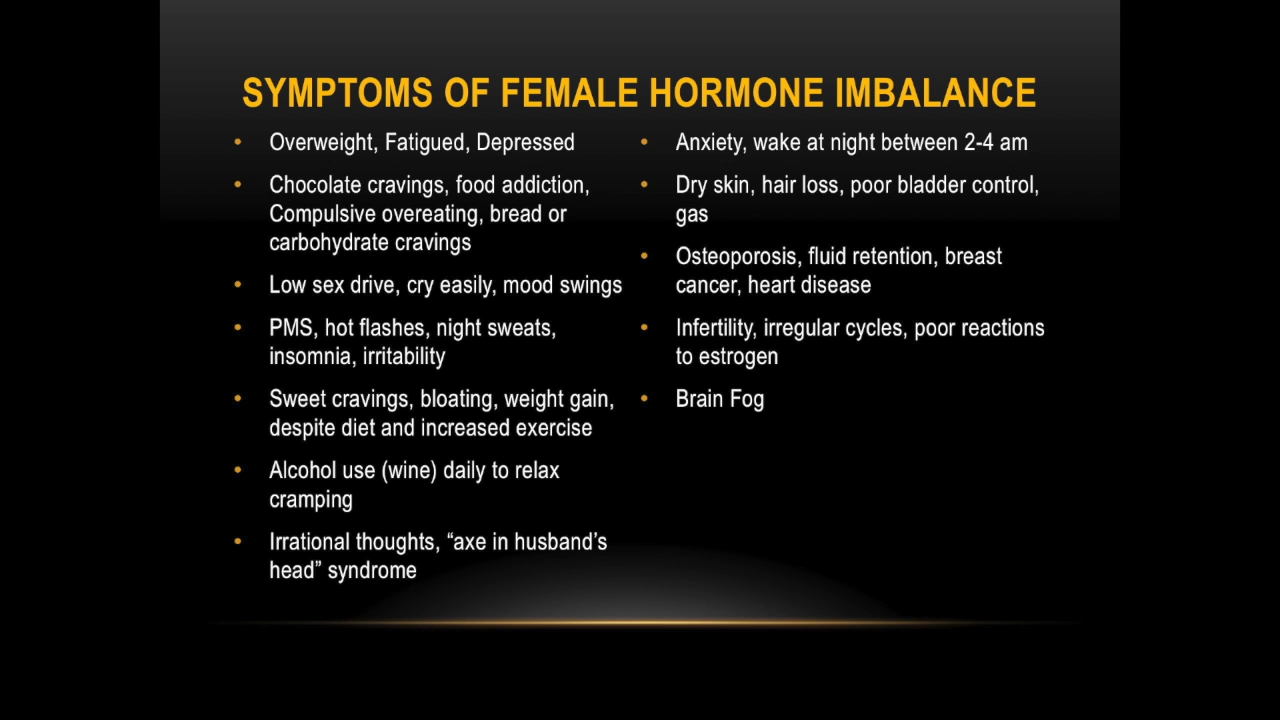 SYMPTOMS OF FEMALE HORMONE IMBALANCE
• Overweight, Fatigued, Depressed
• Chocolate cravings, food addiction,
Compulsive overeating, bread or
carbohydrate cravings
• Low sex drive, cry easily, mood swings
• PMS, hot flashes, night sweats,
insomnia, irritability
• Sweet cravings, bloating, weight gain,
despite diet and increased exercise
• Alcohol use (wine) daily to relax
cramping
• Irrational thoughts, “axe in husband’s
head” syndrome
• Anxiety, wake at night between 2-4 am
• Dry skin, hair loss, poor bladder control,
gas
• Osteoporosis, fluid retention, breast
cancer, heart disease
• Infertility, irregular cycles, poor reactions
to estrogen
• Brain Fog